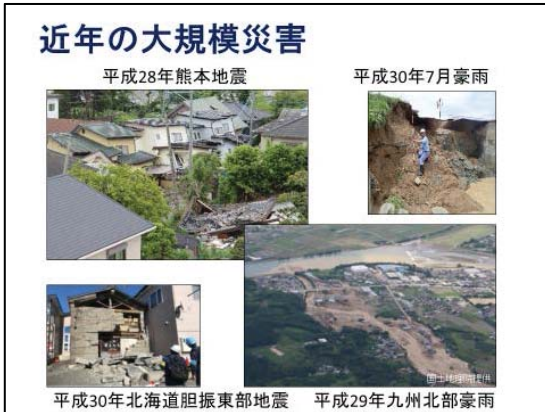 近年の大規模災害
平成28年熊本地震
平成30年7月豪雨
平成30年北海道胆振東部地震
平成29年九州北部豪雨